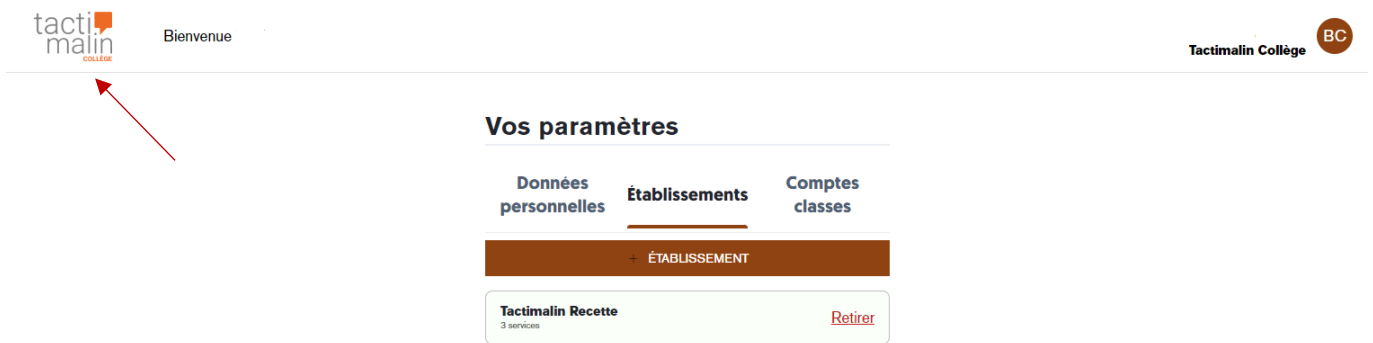 tacti
malin
COLLÈGE
Bienvenue
Tactimalin Collège
BC
Vos paramètres
Données
personnelles
Établissements
Comptes
classes
+ ÉTABLISSEMENT
Tactimalin Recette
3 services
Retirer